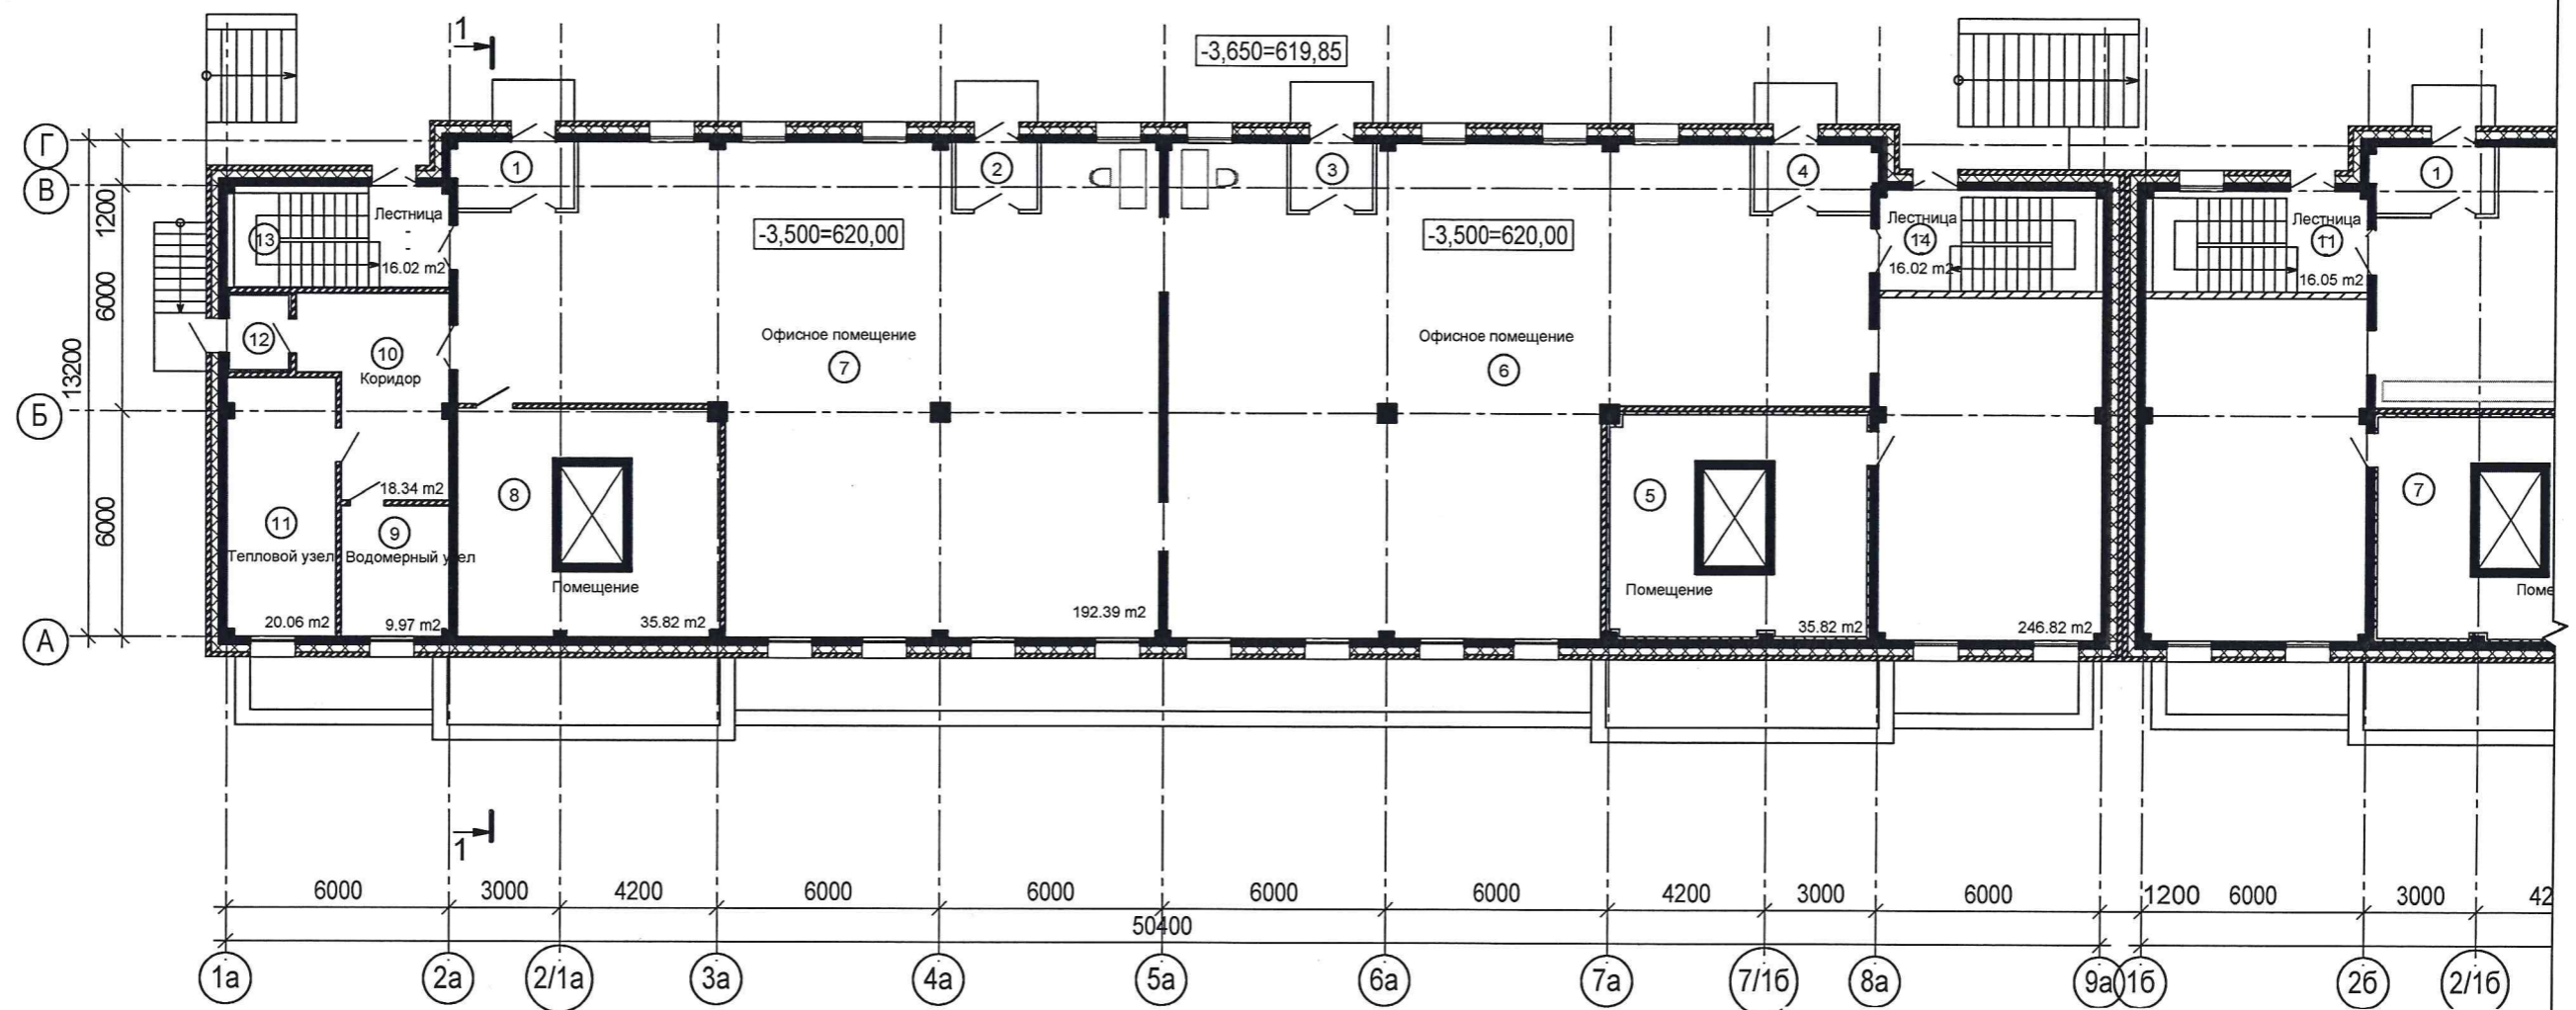 1
-3,650=619,85
Г
В
Б
А
1200
6000
13200
6000
1
2
3
4
1
Лестница
13
16.02 m2
-3,500=620,00
-3,500=620,00
Лестница
14
16.02 m2
Лестница
11
16.05 m2
12
10
Коридор
Офисное помещение
7
Офисное помещение
6
18.34 m2
11
Тепловой узел
9
Водомерный узел
8
Помещение
5
Помещение
7
Поме
20.06 m2
9.97 m2
35.82 m2
192.39 m2
35.82 m2
246.82 m2
1
6000
3000
4200
6000
6000
6000
6000
4200
3000
6000
1200
6000
3000
42
50400
1а
2а
2/1а
3а
4а
5а
6а
7а
7/1б
8а
9а
1б
2б
2/1б